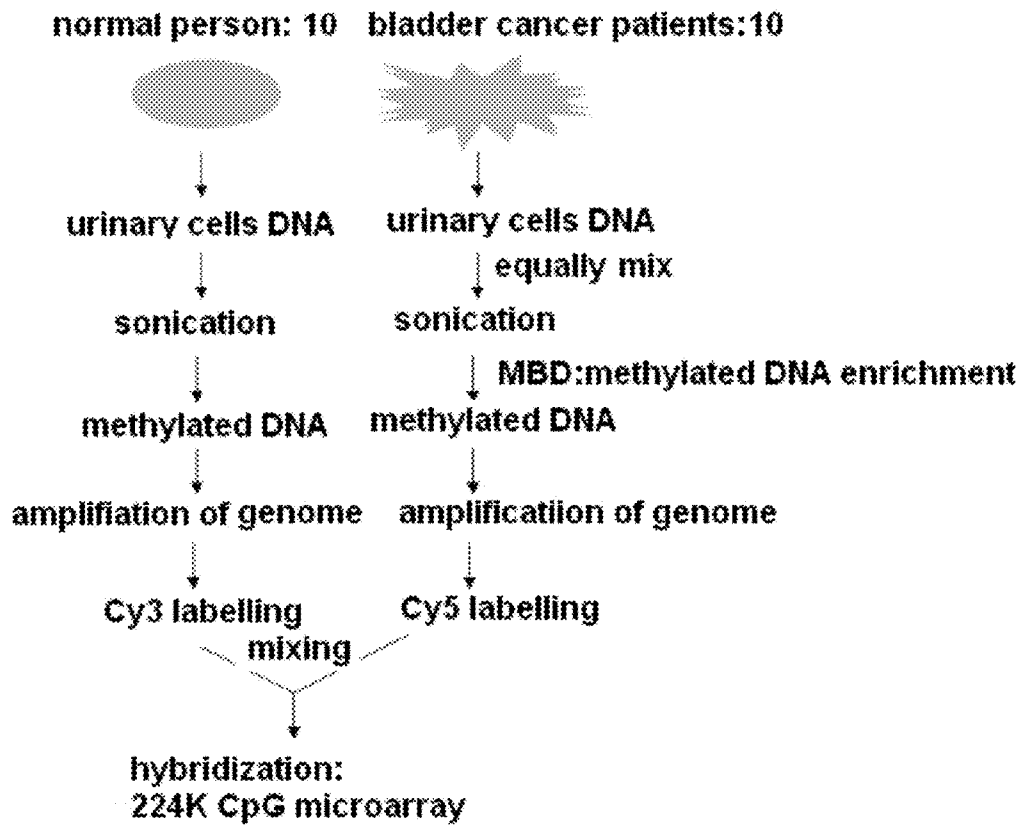 normal person: 10 bladder cancer patients:10
urinary cells DNA urinary cells DNA
equally mix
sonication sonication
MBD:methylated DNA enrichment
methylated DNA methylated DNA
amplifiation of genome amplificatiion of genome
Cy3 labelling Cy5 labelling
mixing
hybridization:
224K CpG microarray